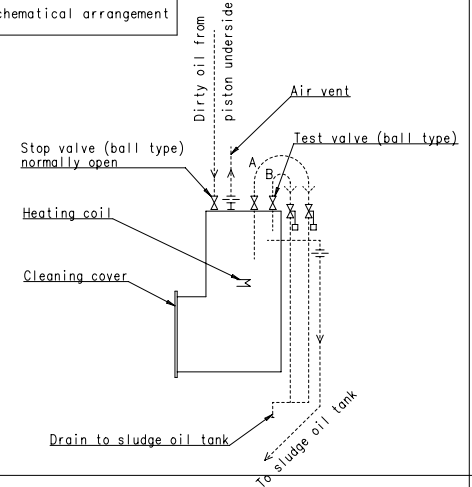 chematical arrangement
Dirty oil from
piston underside
Air vent
Stop valve (ball type)
normally open
A
Test valve (ball type)
B
Heating coil
Cleaning cover
Drain to sludge oil tank
To sludge oil tank